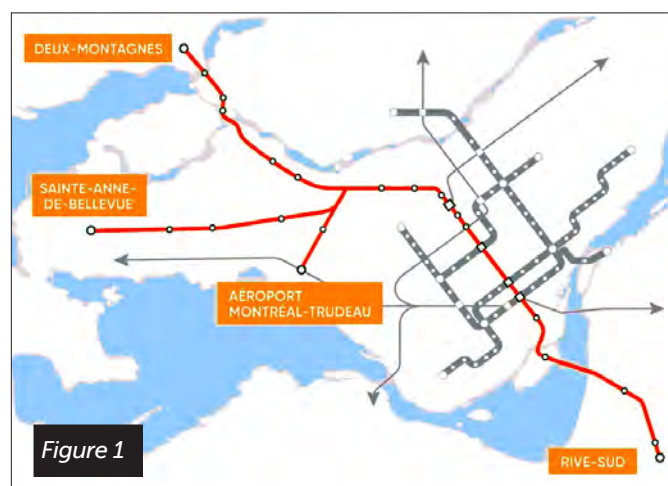 DEUX-MONTAGNES
SAINTE-ANNE-
DE-BELLEVUE
AÉROPORT
MONTRÉAL-TRUDEAU
Figure 1
RIVE-SUD